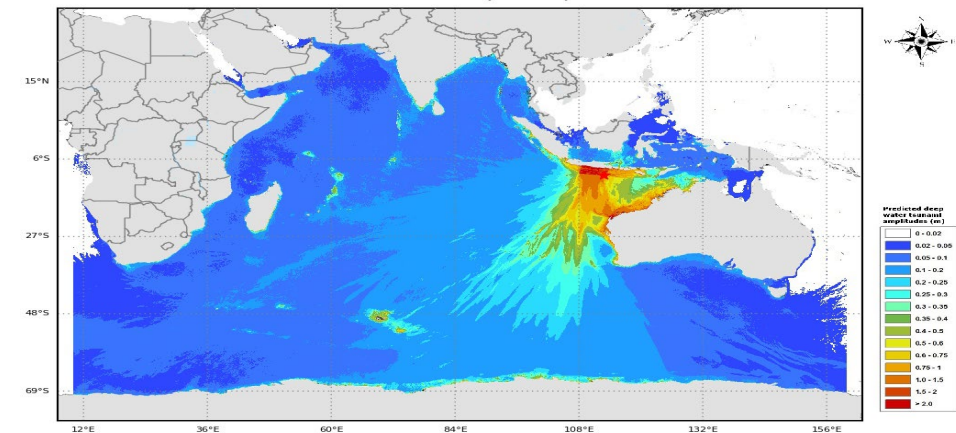 N
W E
S
15°N
6°S
27°S
48°S
69°S
12°E 36°E 60°E 84°E 108°E 132°E 156°E
Predicted deep
water tsunami
amplitudes (m)
0 - 0.02
0.02 - 0.05
0.05 - 0.1
0.1 - 0.2
0.2 - 0.25
0.25 - 0.3
0.3 - 0.35
0.35 - 0.4
0.4 - 0.5
0.5 - 0.6
0.6 - 0.75
0.75 - 1
1.0 - 1.5
1.5 - 2
> 2.0